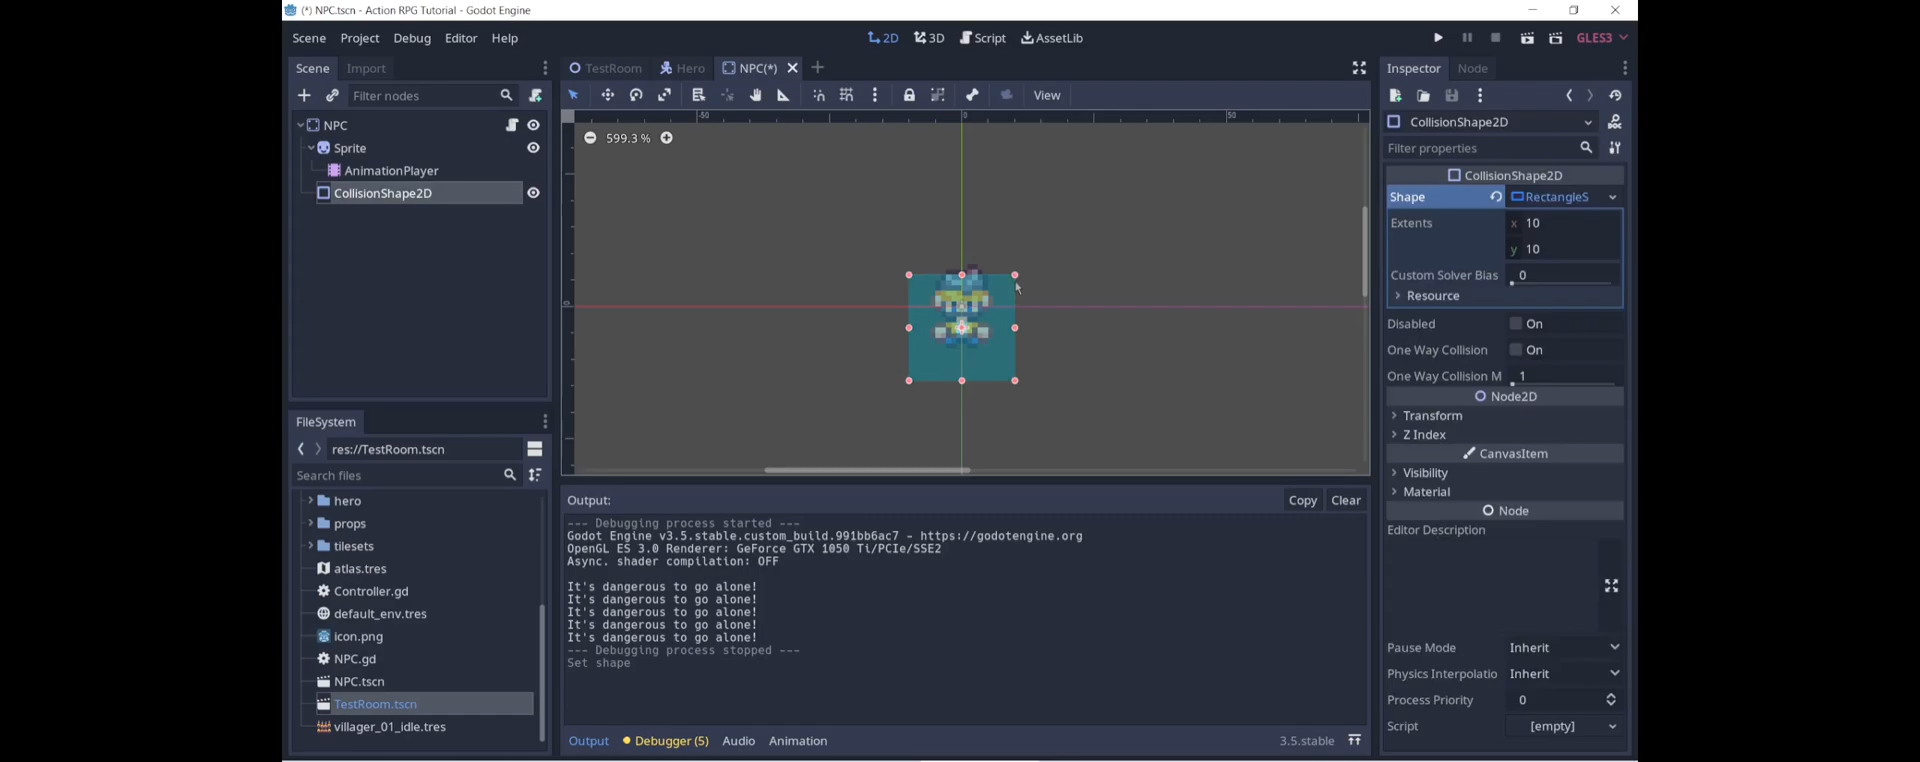 (*) NPC.tscn - Action RPG Tutorial - Godot Engine
Scene Project Debug Editor Help
2D 3D Script AssetLib
GLES3
Scene Import
Filter nodes
NPC
Sprite
AnimationPlayer
CollisionShape2D
FileSystem
res://TestRoom.tscn
Search files
hero
props
tilesets
atlas.tres
Controller.gd
default_env.tres
icon.png
NPC.gd
NPC.tscn
TestRoom.tscn
villager_01_idle.tres
TestRoom Hero NPC(*)
View
-50 0 50
599.3 %
0
Output:
Copy Clear
--- Debugging process started ---
Godot Engine v3.5.stable.custom_build.991bb6ac7 - https://godotengine.org
OpenGL ES 3.0 Renderer: GeForce GTX 1050 Ti/PCIe/SSE2
Async. shader compilation: OFF
It's dangerous to go alone!
It's dangerous to go alone!
It's dangerous to go alone!
It's dangerous to go alone!
It's dangerous to go alone!
--- Debugging process stopped ---
Set shape
Output Debugger (5) Audio Animation
3.5.stable
Inspector Node
CollisionShape2D
DOC
Filter properties
CollisionShape2D
Shape RectangleS
Extents x 10
y 10
Custom Solver Bias 0
Resource
Disabled On
One Way Collision On
One Way Collision M 1
Node2D
Transform
Z Index
CanvasItem
Visibility
Material
Node
Editor Description
Pause Mode Inherit
Physics Interpolatio Inherit
Process Priority 0
Script [empty]